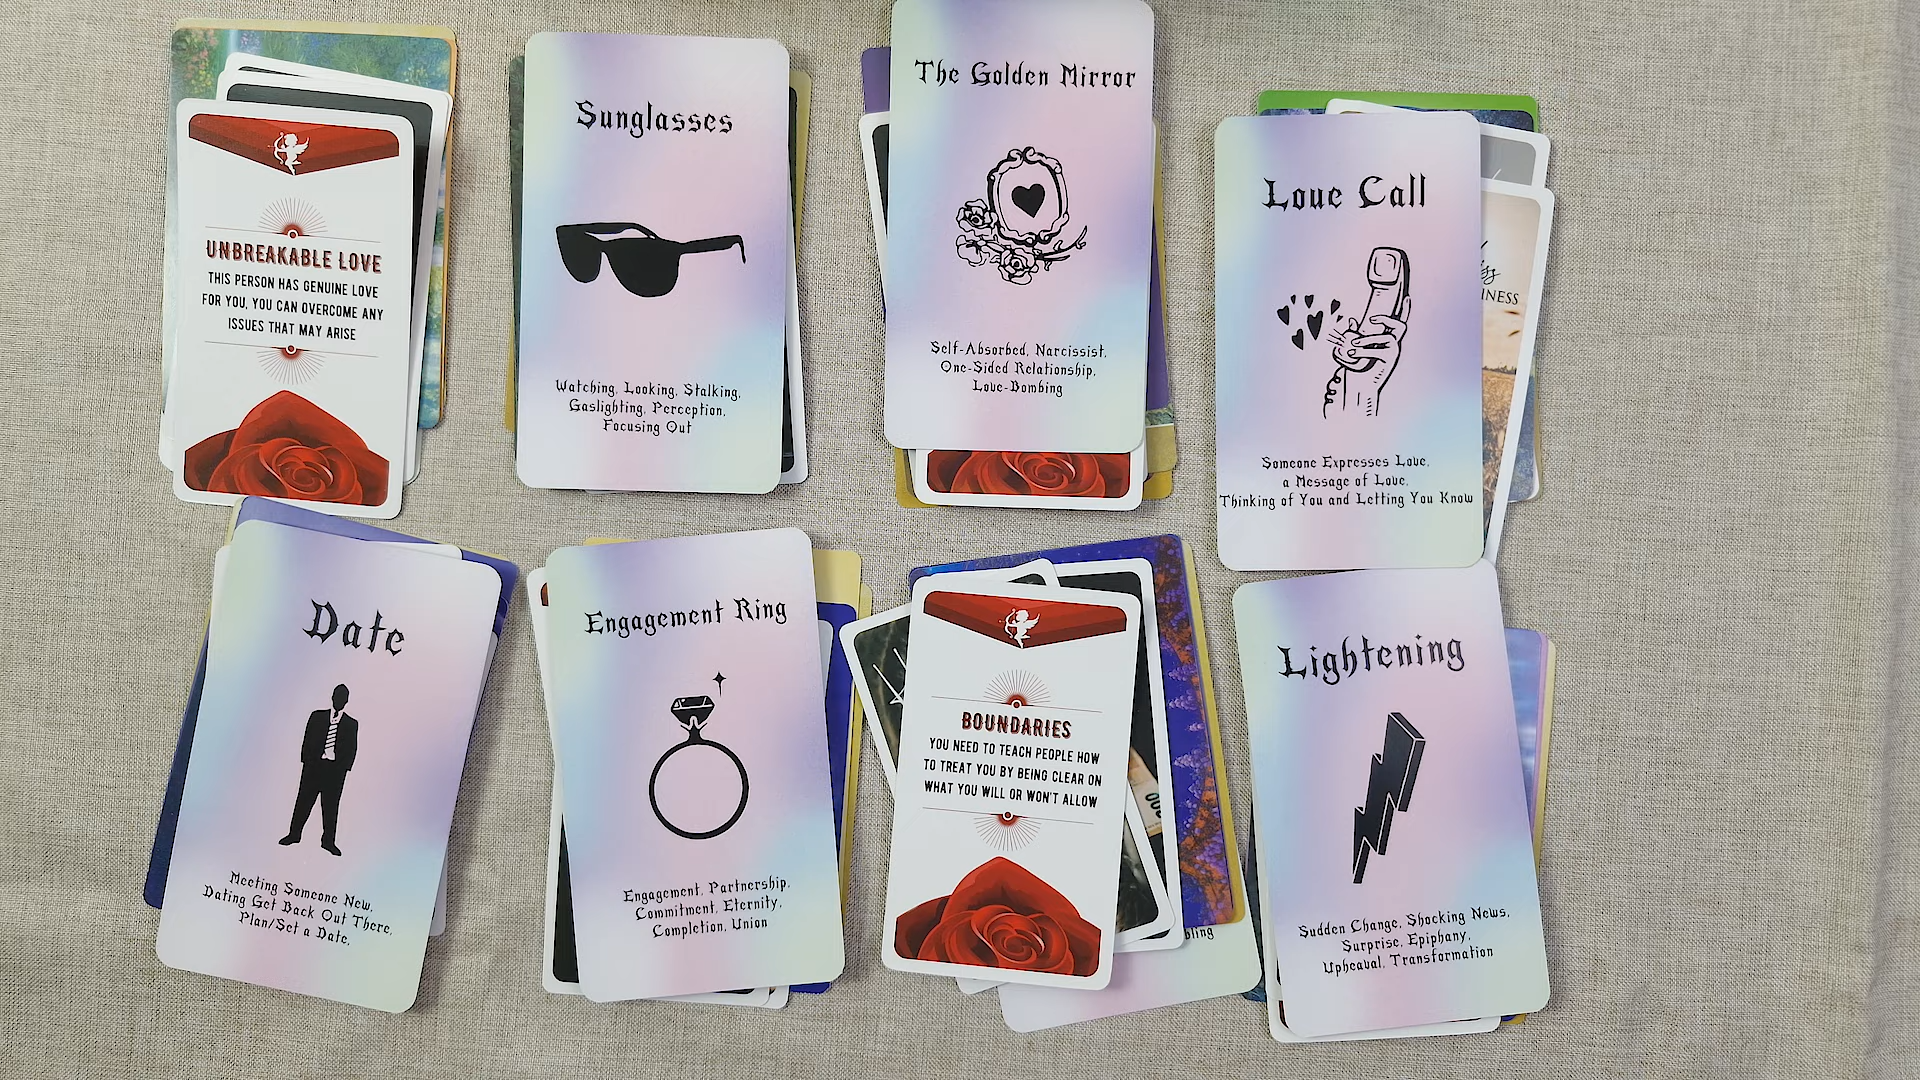 UNBREAKABLE LOVE
THIS PERSON HAS GENUINE LOVE
FOR YOU, YOU CAN OVERCOME ANY
ISSUES THAT MAY ARISE
Sunglasses
Watching, Looking, Stalking,
Gaslighting, Perception,
Focusing Out
The Golden Mirror
Self-Absorbed, Narcissist,
One-Sided Relationship,
Love-Bombing
Love Call
Someone Expresses Love,
a Message of Love,
Thinking of You and Letting You Know
INESS
Date
Meeting Someone New,
Dating Get Back Out There,
Plan/Set a Date,
Engagement Ring
Engagement, Partnership,
Commitment, Eternity,
Completion, Union
BOUNDARIES
YOU NEED TO TEACH PEOPLE HOW
TO TREAT YOU BY BEING CLEAR ON
WHAT YOU WILL OR WON'T ALLOW
000
bling
Lightening
Sudden Change, Shocking News,
Surprise, Epiphany,
Upheaval, Transformation